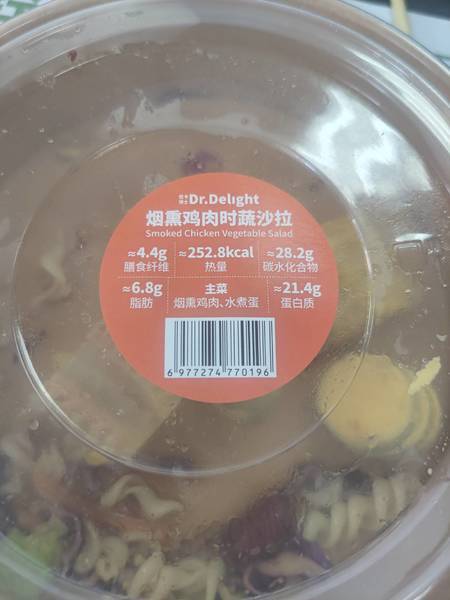 Dr.Delight
烟熏鸡肉时蔬沙拉
Smoked Chicken Vegetable Salad
≈4.4g ≈252.8kcal ≈28.2g
膳食纤维 热量 碳水化合物
≈6.8g 主菜 ≈21.4g
脂肪 烟熏鸡肉、水煮蛋 蛋白质
6 977274 770196